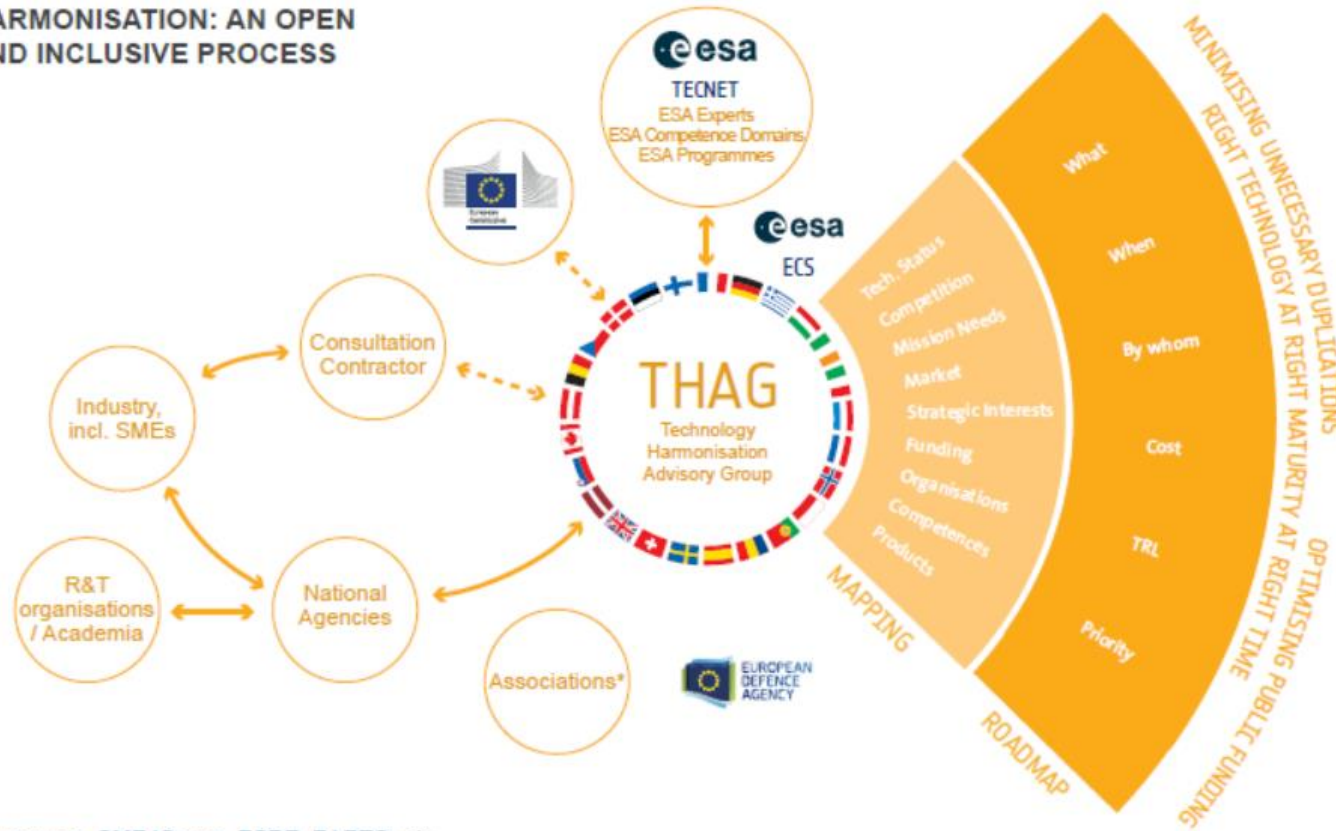 ARMONISATION: AN OPEN
ND INCLUSIVE PROCESS
esa
TECNET
ESA Experts
ESA Competence Domains
ESA Programmes
European
Commission
esa
ECS
Consultation
Contractor
Industry,
incl. SMEs
R&T
organisations
/ Academia
National
Agencies
Associations*
EUROPEAN
DEFENCE
AGENCY
THAG
Technology
Harmonisation
Advisory Group
Tech. Status
Competition
Mission Needs
Market
Strategic Interests
Funding
Organisations
Competences
Products
MAPPING
What
When
By whom
Cost
TRL
Priority
ROADMAP
MINIMISING UNNECESSARY DUPLICATIONS
RIGHT TECHNOLOGY AT RIGHT MATURITY AT RIGHT TIME
OPTIMISING PUBLIC FUNDING